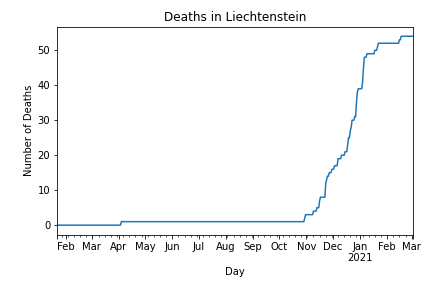 Deaths in Liechtenstein
Number of Deaths
50
40
30
20
10
0
Feb Mar Apr May Jun Jul Aug Sep Oct Nov Dec Jan Feb Mar
2021
Day